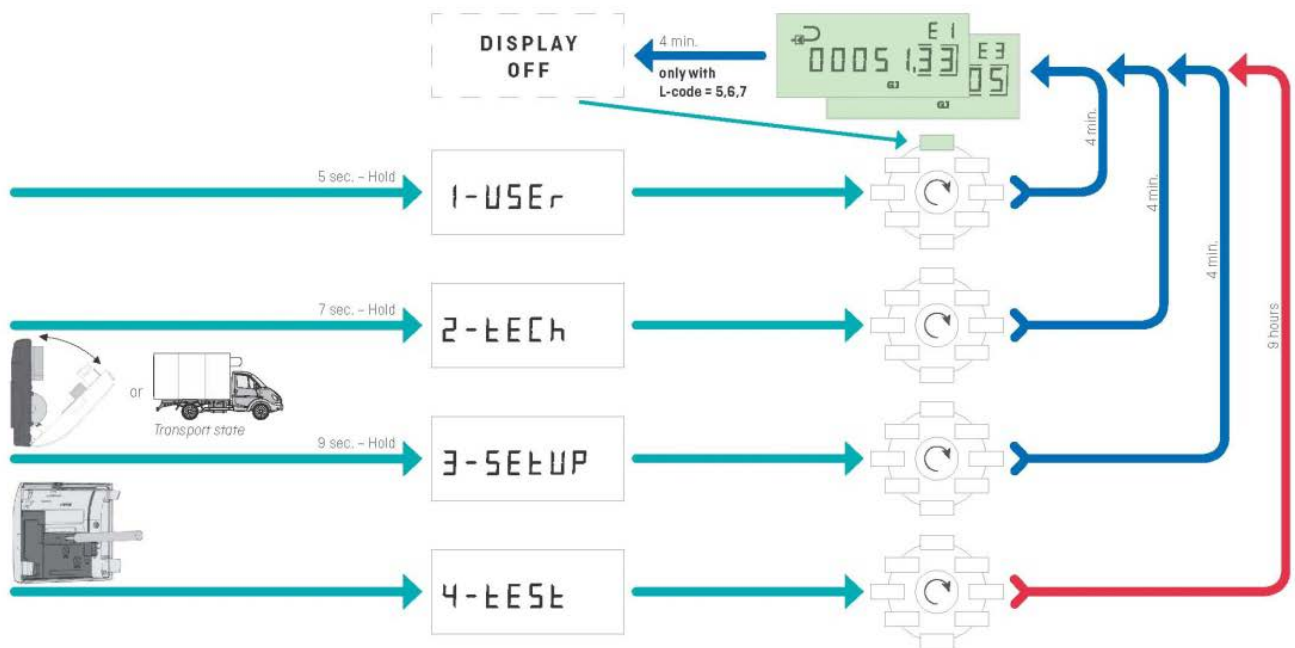 DISPLAY
OFF
4 min.
only with
L-code = 5,6,7
E1
00051.33
GJ
E3
05
GJ
4 min.
5 sec. – Hold
1-USEr
4 min.
4 min.
7 sec. – Hold
2-tECh
9 hours
or
Transport state
9 sec. – Hold
3-SEtUP
4-tESt